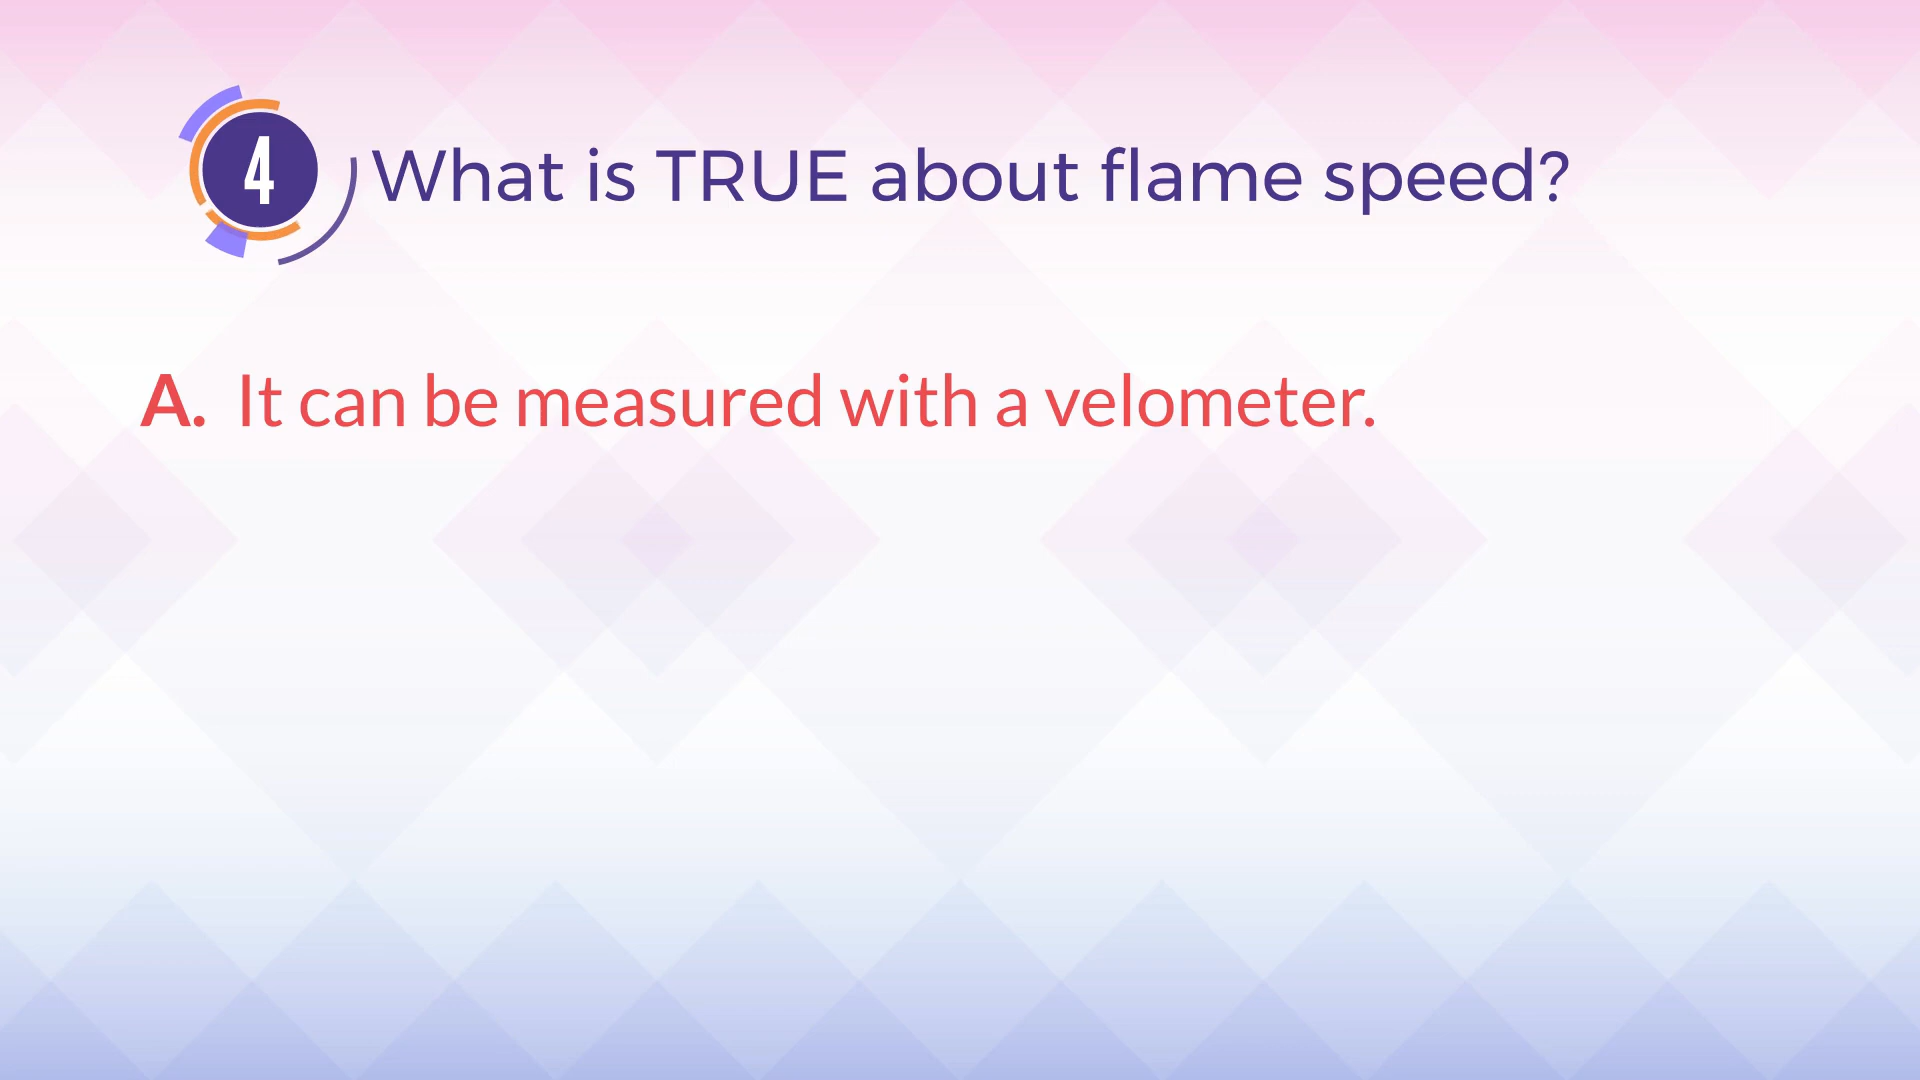 4 What is TRUE about flame speed?
A. It can be measured with a velometer.